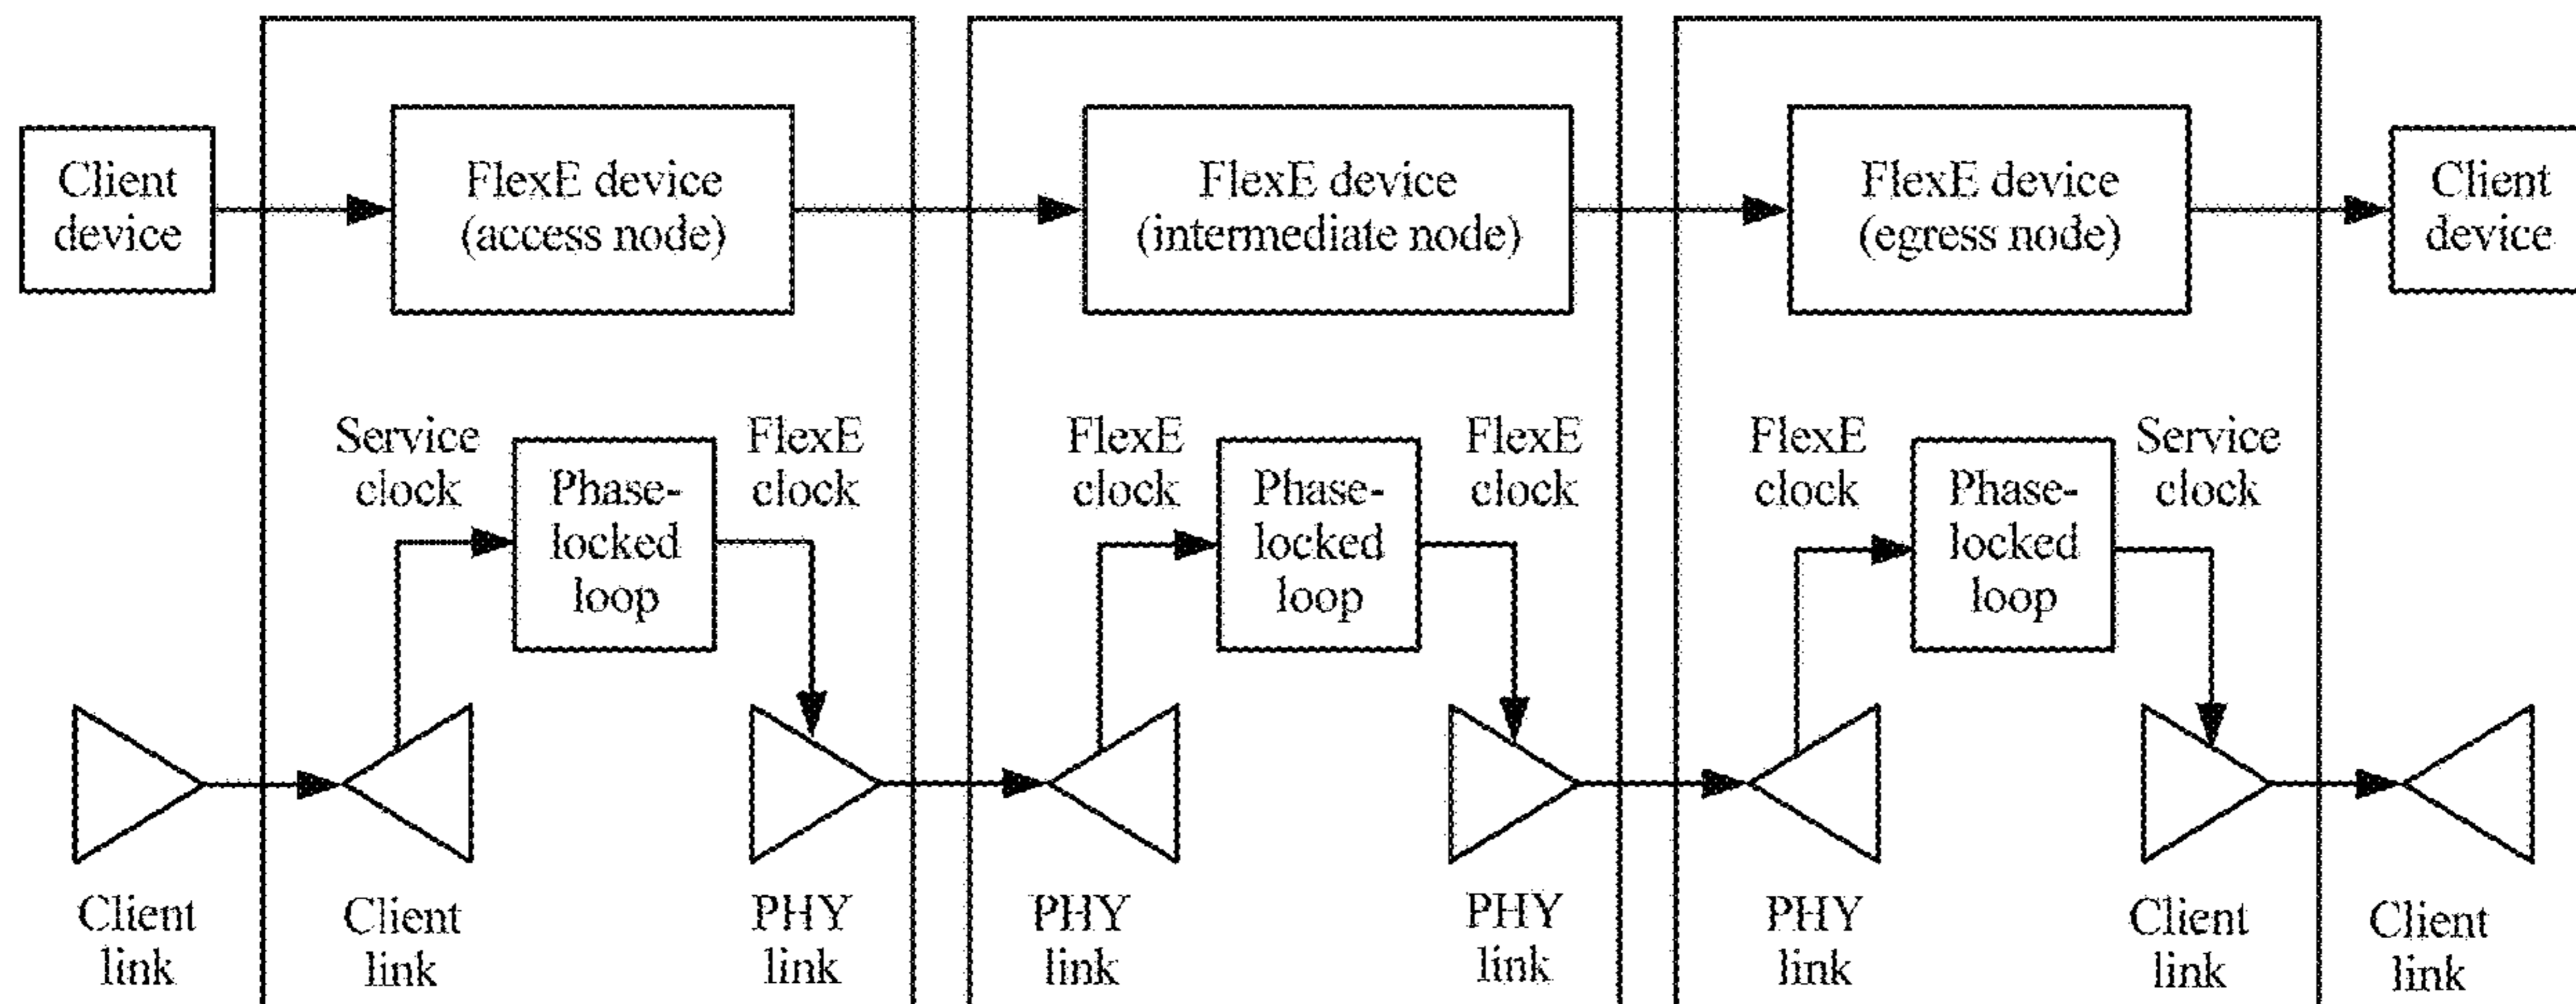 Client
device
FlexE device
(access node)
FlexE device
(intermediate node)
FlexE device
(egress node)
Client
device
Service
clock
Phase-
locked
loop
FlexE
clock
FlexE
clock
Phase-
locked
loop
FlexE
clock
FlexE
clock
Phase-
locked
loop
Service
clock
Client
link
Client
link
PHY
link
PHY
link
PHY
link
PHY
link
Client
link
Client
link